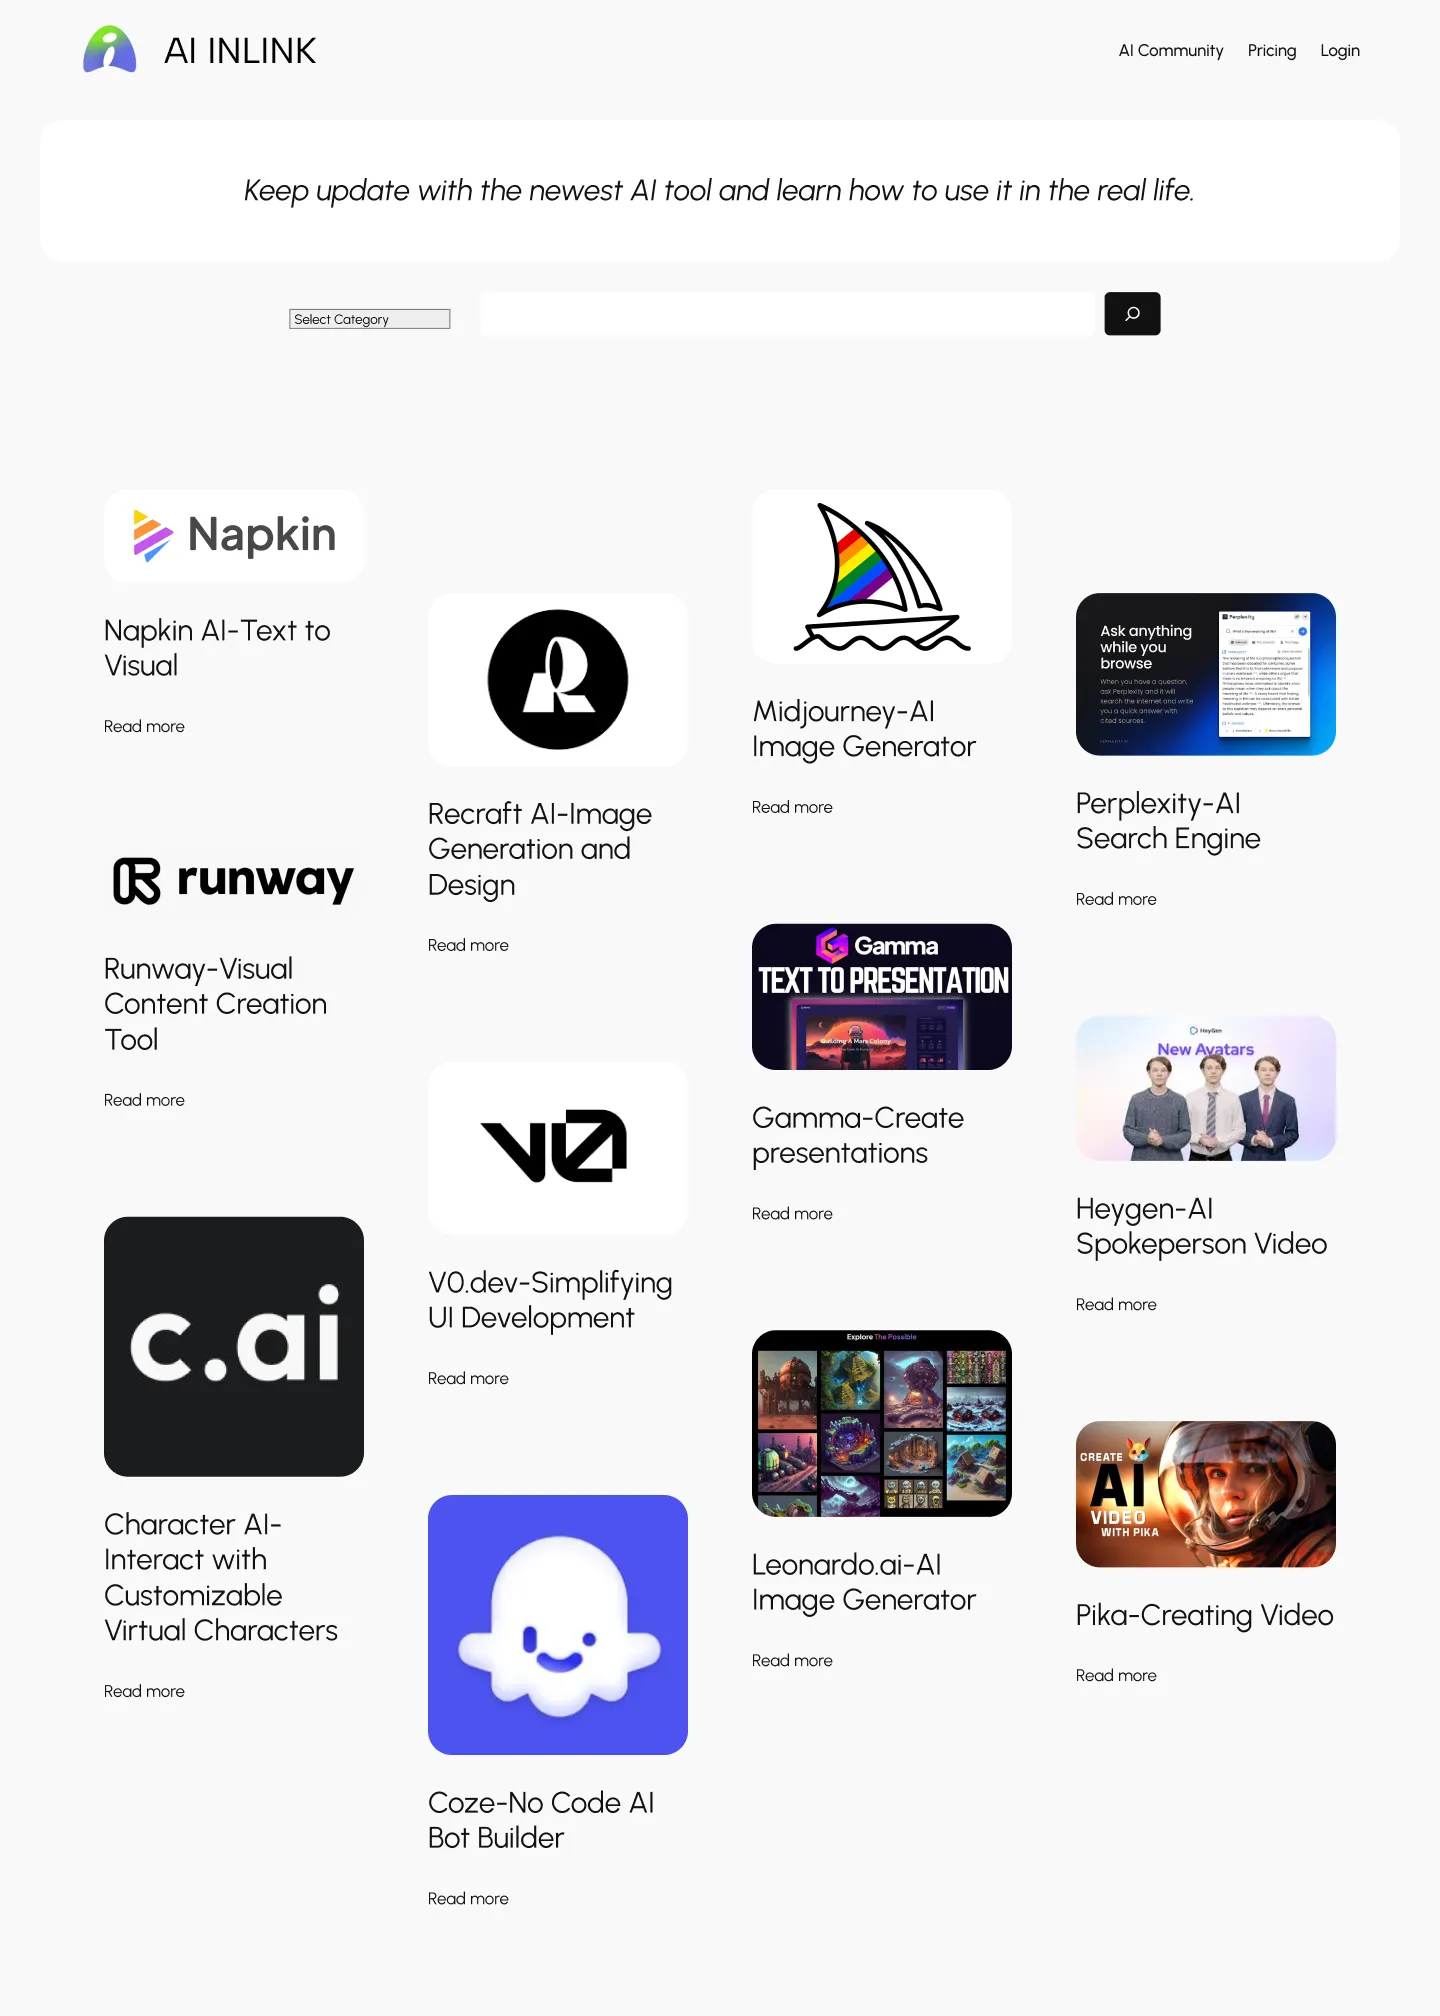 AI INLINK
AI Community
Pricing
Login
Keep update with the newest AI tool and learn how to use it in the real life.
Select Category
Napkin
Napkin AI-Text to
Visual
Read more
runway
Runway-Visual
Content Creation
Tool
Read more
c.ai
Character AI-
Interact with
Customizable
Virtual Characters
Read more
Recraft AI-Image
Generation and
Design
Read more
v0
V0.dev-Simplifying
UI Development
Read more
Coze-No Code AI
Bot Builder
Read more
Midjourney-AI
Image Generator
Read more
Gamma
TEXT TO PRESENTATION
Building A Mars Colony
Gamma-Create
presentations
Read more
Explore The Possible
Leonardo.ai-AI
Image Generator
Read more
Ask anything
while you
browse
When you have a question,
ask Perplexity and it will
search the internet and write
you a quick answer with
cited sources.
Perplexity
Perplexity-AI
Search Engine
Read more
HeyGen
New Avatars
Heygen-AI
Spokeperson Video
Read more
CREATE
AI
VIDEO
WITH PIKA
Pika-Creating Video
Read more